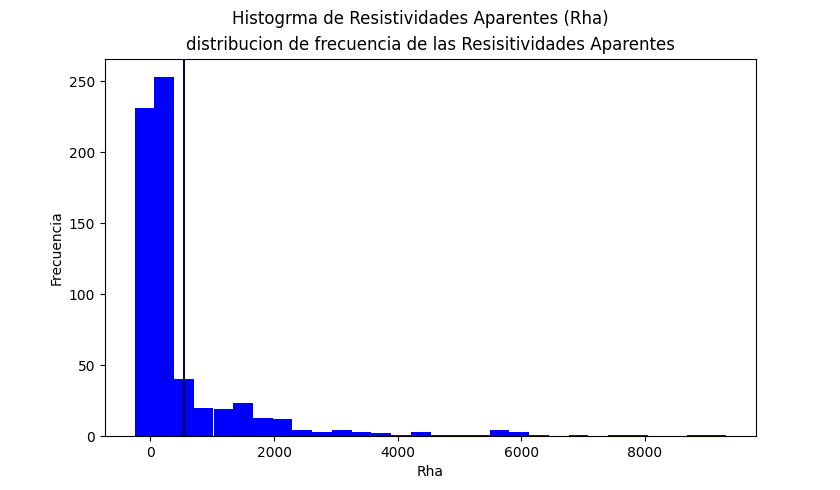 Histogrma de Resistividades Aparentes (Rha)
distribucion de frecuencia de las Resisitividades Aparentes
250
200
150
100
50
0
Frecuencia
0
2000
4000
6000
8000
Rha